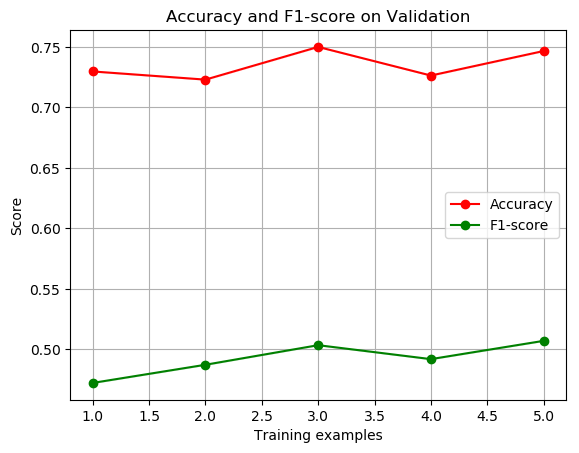 Accuracy and F1-score on Validation
0.75
0.70
0.65
0.60
0.55
0.50
Score
Accuracy
F1-score
1.0 1.5 2.0 2.5 3.0 3.5 4.0 4.5 5.0
Training examples